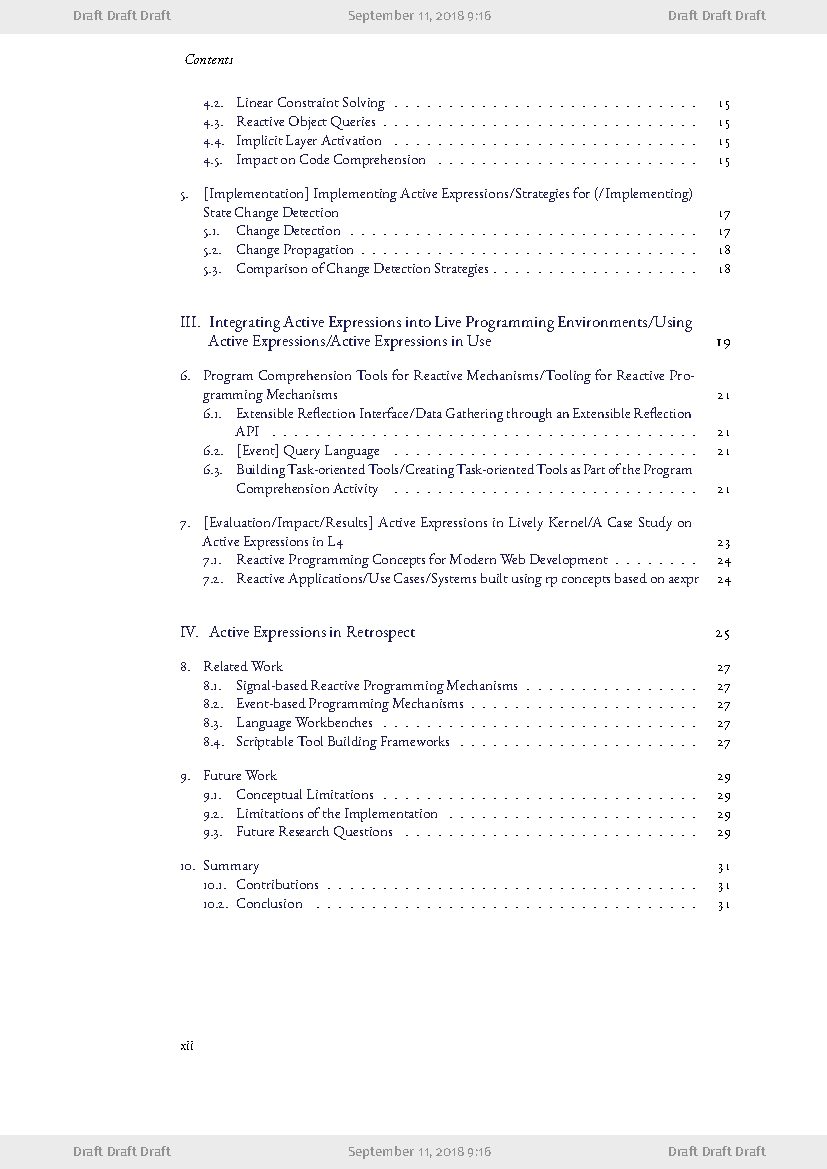 Draft Draft Draft September 11, 2018 9:16 Draft Draft Draft
Contents
4.2. Linear Constraint Solving . . . . . . . . . . . . . . . . . . . . . . . . . . . . 15
4.3. Reactive Object Queries . . . . . . . . . . . . . . . . . . . . . . . . . . . . . 15
4.4. Implicit Layer Activation . . . . . . . . . . . . . . . . . . . . . . . . . . . . 15
4.5. Impact on Code Comprehension . . . . . . . . . . . . . . . . . . . . . . . . 15
5. [Implementation] Implementing Active Expressions/Strategies for (/Implementing)
State Change Detection 17
5.1. Change Detection . . . . . . . . . . . . . . . . . . . . . . . . . . . . . . . . 17
5.2. Change Propagation . . . . . . . . . . . . . . . . . . . . . . . . . . . . . . . 18
5.3. Comparison of Change Detection Strategies . . . . . . . . . . . . . . . . . . . 18
III. Integrating Active Expressions into Live Programming Environments/Using
Active Expressions/Active Expressions in Use 19
6. Program Comprehension Tools for Reactive Mechanisms/Tooling for Reactive Pro-
gramming Mechanisms 21
6.1. Extensible Reflection Interface/Data Gathering through an Extensible Reflection
API . . . . . . . . . . . . . . . . . . . . . . . . . . . . . . . . . . . . . . . 21
6.2. [Event] Query Language . . . . . . . . . . . . . . . . . . . . . . . . . . . . 21
6.3. Building Task-oriented Tools/Creating Task-oriented Tools as Part of the Program
Comprehension Activity . . . . . . . . . . . . . . . . . . . . . . . . . . . . 21
7. [Evaluation/Impact/Results] Active Expressions in Lively Kernel/A Case Study on
Active Expressions in L4 23
7.1. Reactive Programming Concepts for Modern Web Development . . . . . . . . 24
7.2. Reactive Applications/Use Cases/Systems built using rp concepts based on aexpr 24
IV. Active Expressions in Retrospect 25
8. Related Work 27
8.1. Signal-based Reactive Programming Mechanisms . . . . . . . . . . . . . . . . 27
8.2. Event-based Programming Mechanisms . . . . . . . . . . . . . . . . . . . . . 27
8.3. Language Workbenches . . . . . . . . . . . . . . . . . . . . . . . . . . . . . 27
8.4. Scriptable Tool Building Frameworks . . . . . . . . . . . . . . . . . . . . . . 27
9. Future Work 29
9.1. Conceptual Limitations . . . . . . . . . . . . . . . . . . . . . . . . . . . . . 29
9.2. Limitations of the Implementation . . . . . . . . . . . . . . . . . . . . . . . 29
9.3. Future Research Questions . . . . . . . . . . . . . . . . . . . . . . . . . . . 29
10. Summary 31
10.1. Contributions . . . . . . . . . . . . . . . . . . . . . . . . . . . . . . . . . . 31
10.2. Conclusion . . . . . . . . . . . . . . . . . . . . . . . . . . . . . . . . . . . 31
xii
Draft Draft Draft September 11, 2018 9:16 Draft Draft Draft